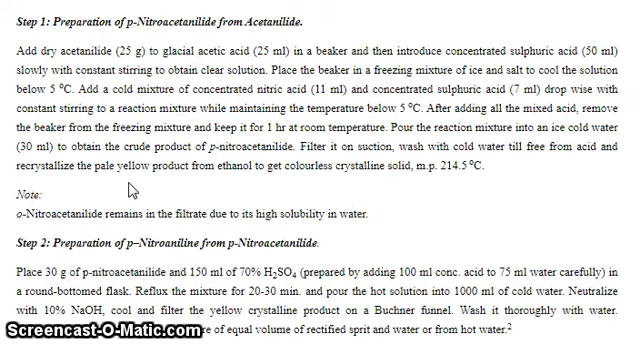 Step 1: Preparation of p-Nitroacetanilide from Acetanilide.
Add dry acetanilide (25 g) to glacial acetic acid (25 ml) in a beaker and then introduce concentrated sulphuric acid (50 ml)
slowly with constant stirring to obtain clear solution. Place the beaker in a freezing mixture of ice and salt to cool the solution
below 5 ⁰C. Add a cold mixture of concentrated nitric acid (11 ml) and concentrated sulphuric acid (7 ml) drop wise with
constant stirring to a reaction mixture while maintaining the temperature below 5 ⁰C. After adding all the mixed acid, remove
the beaker from the freezing mixture and keep it for 1 hr at room temperature. Pour the reaction mixture into an ice cold water
(30 ml) to obtain the crude product of p-nitroacetanilide. Filter it on suction, wash with cold water till free from acid and
recrystallize the pale yellow product from ethanol to get colourless crystalline solid, m.p. 214.5 ⁰C.
Note:
o-Nitroacetanilide remains in the filtrate due to its high solubility in water.
Step 2: Preparation of p–Nitroaniline from p-Nitroacetanilide.
Place 30 g of p-nitroacetanilide and 150 ml of 70% H₂SO₄ (prepared by adding 100 ml conc. acid to 75 ml water carefully) in
a round-bottomed flask. Reflux the mixture for 20-30 min. and pour the hot solution into 1000 ml of cold water. Neutralize
with 10% NaOH, cool and filter the yellow crystalline product on a Buchner funnel. Wash it thoroughly with water.
Screencast-O-Matic.com of equal volume of rectified sprit and water or from hot water.²